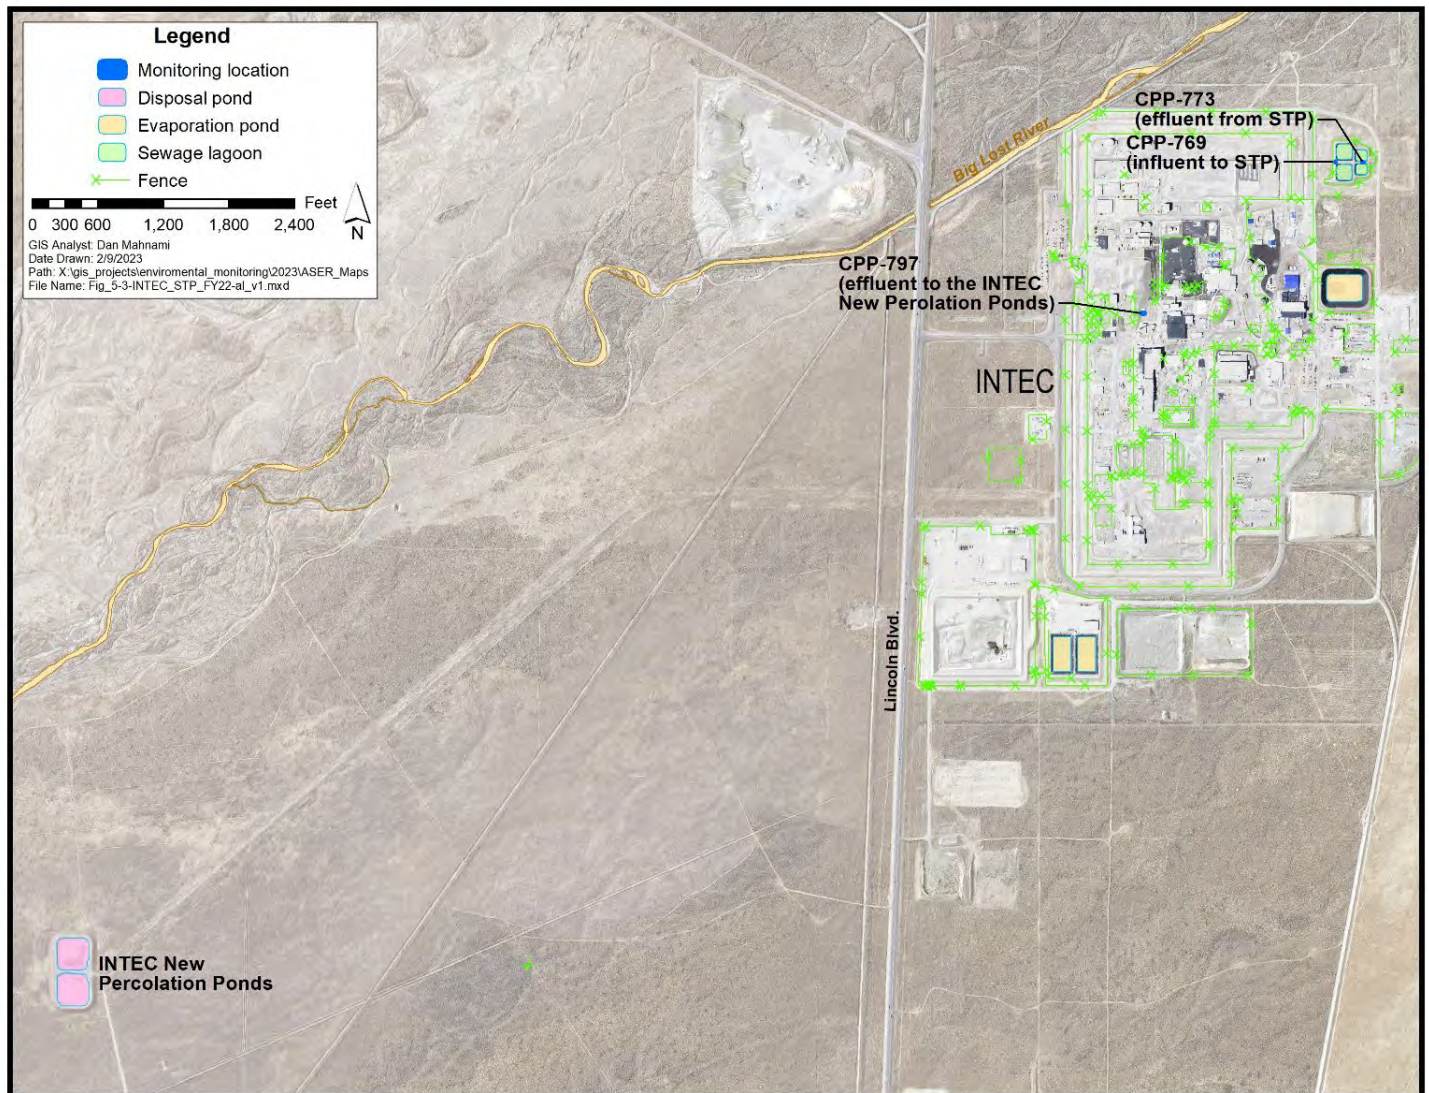 Legend
Monitoring location
Disposal pond
Evaporation pond
Sewage lagoon
Fence
Feet
0 300 600 1,200 1,800 2,400
N
GIS Analyst: Dan Mahnami
Date Drawn: 2/9/2023
Path: X:\gis_projects\enviromental_monitoring\2023\ASER_Maps
File Name: Fig_5-3-INTEC_STP_FY22-al_v1.mxd
Big Lost River
CPP-773
(effluent from STP)
CPP-769
(influent to STP)
CPP-797
(effluent to the INTEC
New Perolation Ponds)
INTEC
Lincoln Blvd.
INTEC New
Percolation Ponds